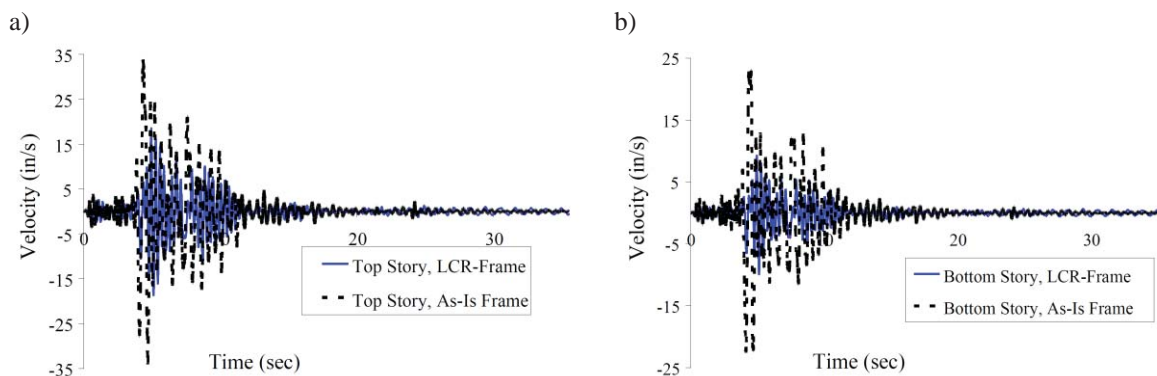 a)
35
25
15
5
-5
-15
-25
-35
0
0
20
30
Velocity (in/s)
Time (sec)
Top Story, LCR-Frame
Top Story, As-Is Frame
b)
25
15
5
-5
-15
-25
0
0
20
30
Velocity (in/s)
Time (sec)
Bottom Story, LCR-Frame
Bottom Story, As-Is Frame